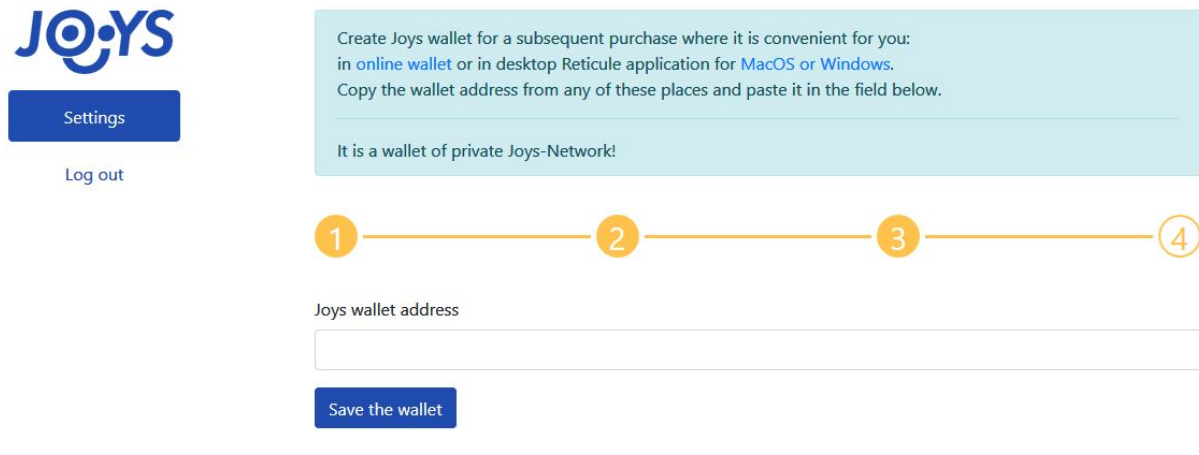 JOYS
Settings
Log out
Create Joys wallet for a subsequent purchase where it is convenient for you:
in online wallet or in desktop Reticule application for MacOS or Windows.
Copy the wallet address from any of these places and paste it in the field below.
It is a wallet of private Joys-Network!
1 2 3 4
Joys wallet address
Save the wallet